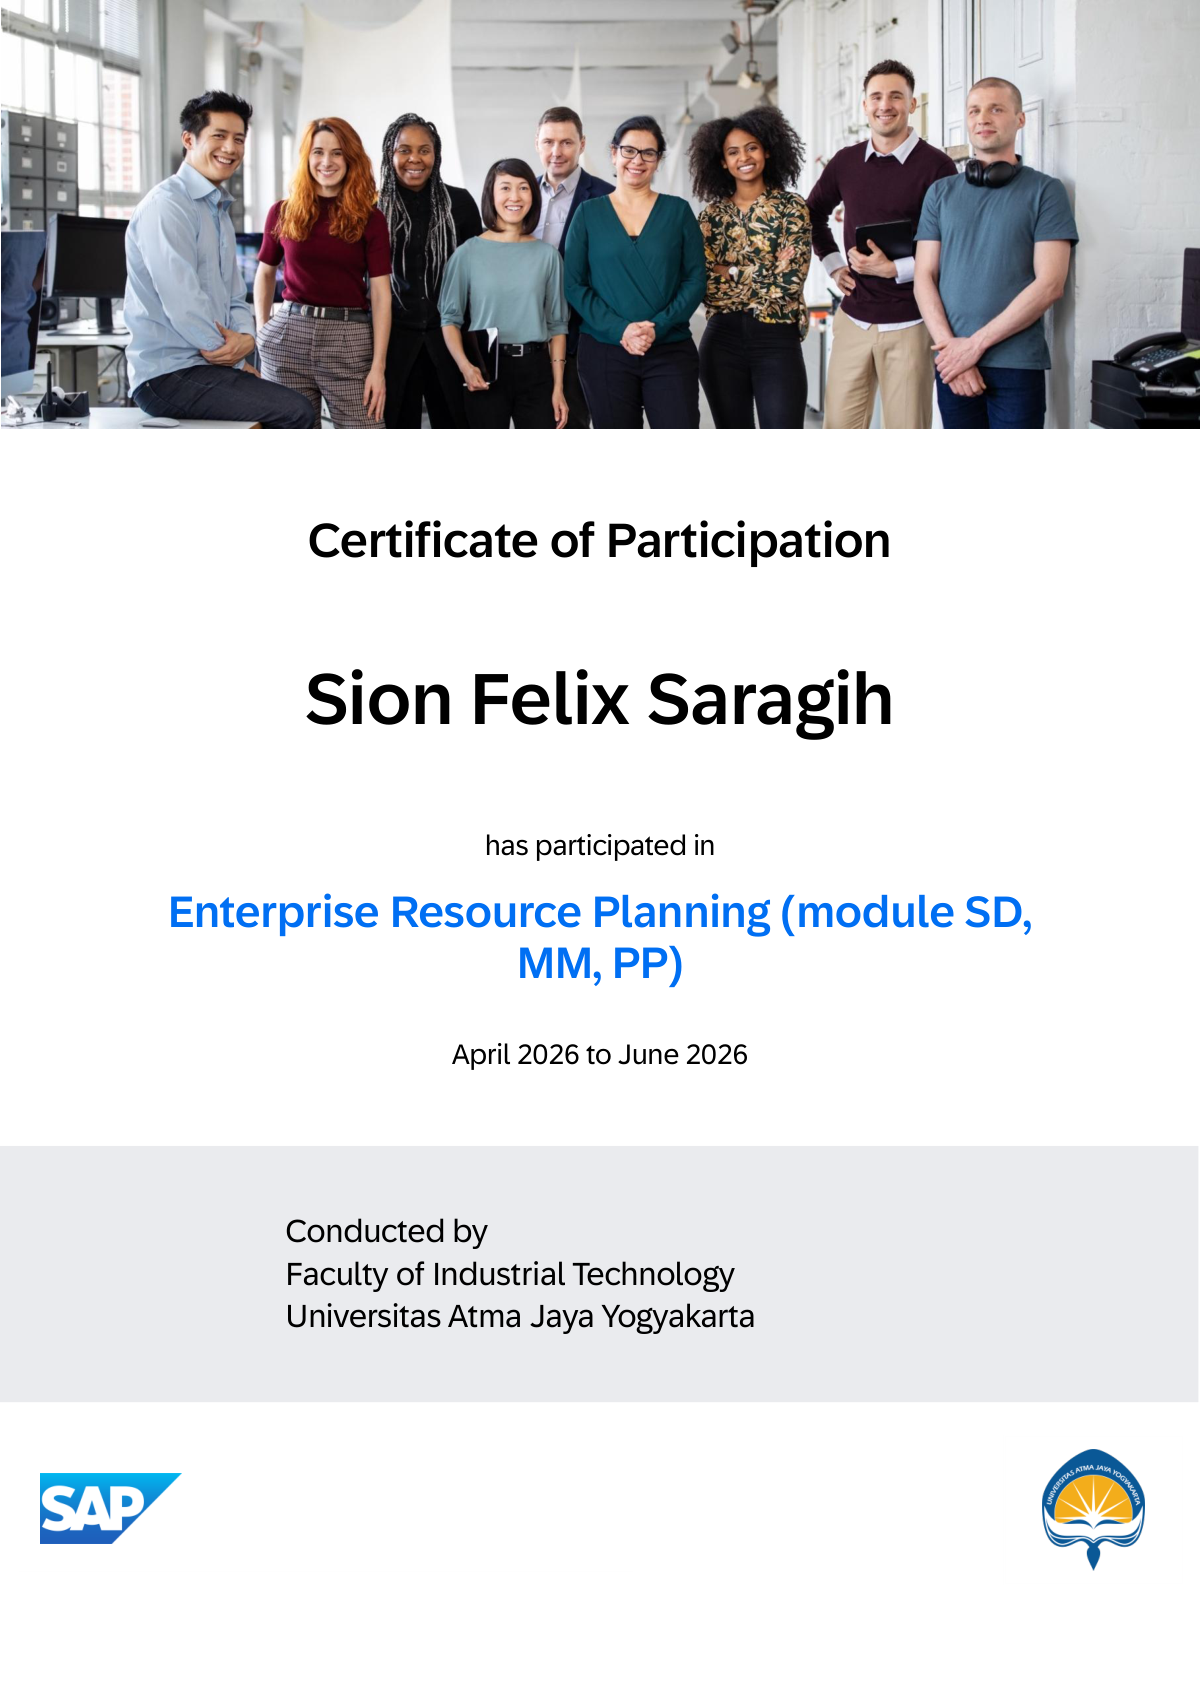 Certificate of Participation
Sion Felix Saragih
has participated in
Enterprise Resource Planning (module SD,
MM, PP)
April 2026 to June 2026
Conducted by
Faculty of Industrial Technology
Universitas Atma Jaya Yogyakarta
SAP
UNIVERSITAS ATMA JAYA YOGYAKARTA